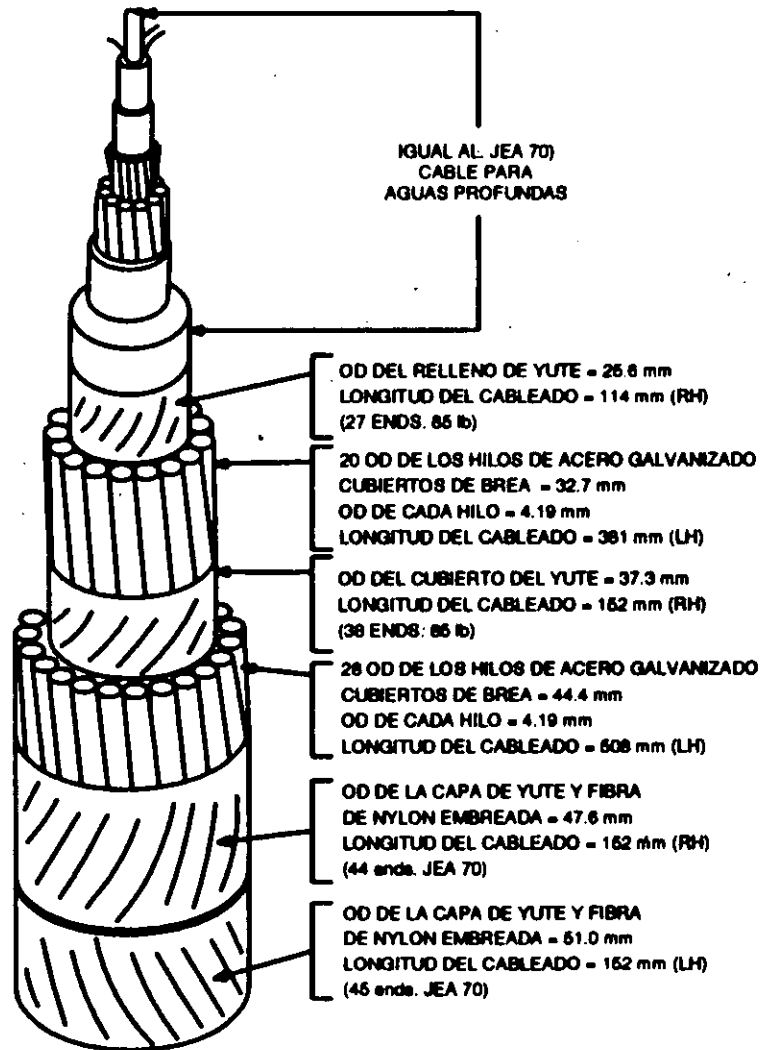 IGUAL AL JEA 70)
CABLE PARA
AGUAS PROFUNDAS
OD DEL RELLENO DE YUTE = 25.6 mm
LONGITUD DEL CABLEADO = 114 mm (RH)
(27 ENDS. 85 lb)
20 OD DE LOS HILOS DE ACERO GALVANIZADO
CUBIERTOS DE BREA = 32.7 mm
OD DE CADA HILO = 4.19 mm
LONGITUD DEL CABLEADO = 381 mm (LH)
OD DEL CUBIERTO DEL YUTE = 37.3 mm
LONGITUD DEL CABLEADO = 152 mm (RH)
(38 ENDS: 85 lb)
26 OD DE LOS HILOS DE ACERO GALVANIZADO
CUBIERTOS DE BREA = 44.4 mm
OD DE CADA HILO = 4.19 mm
LONGITUD DEL CABLEADO = 508 mm (LH)
OD DE LA CAPA DE YUTE Y FIBRA
DE NYLON EMBREADA = 47.6 mm
LONGITUD DEL CABLEADO = 152 mm (RH)
(44 ends. JEA 70)
OD DE LA CAPA DE YUTE Y FIBRA
DE NYLON EMBREADA = 51.0 mm
LONGITUD DEL CABLEADO = 152 mm (LH)
(45 ends. JEA 70)